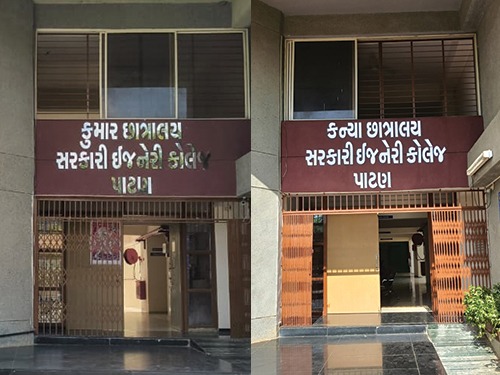 કુમાર છાત્રાલય
સરકારી ઈજનેરી કોલેજ
પાટણ
કન્યા છાત્રાલય
સરકારી ઈજનેરી કોલેજ
પાટણ